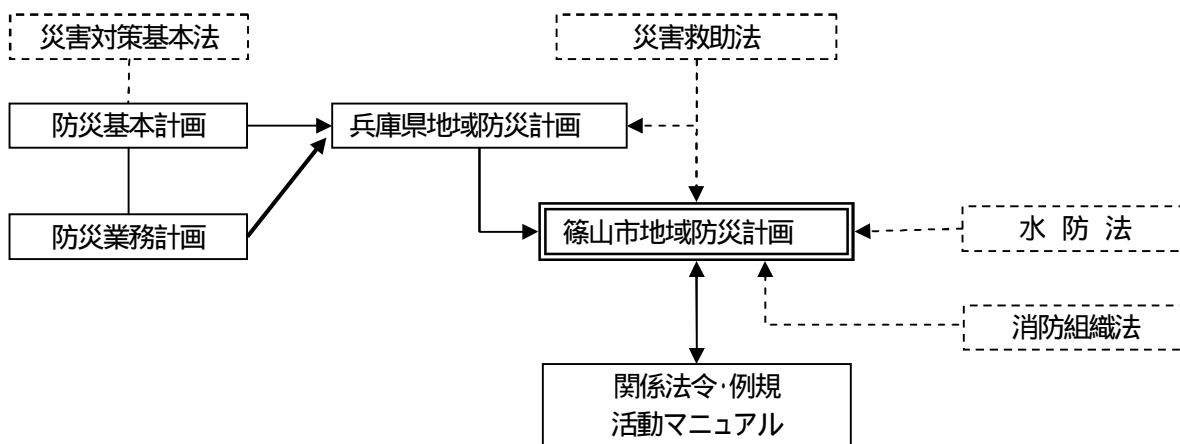 災害対策基本法
災害救助法
防災基本計画
兵庫県地域防災計画
防災業務計画
篠山市地域防災計画
水 防 法
消防組織法
関係法令・例規
活動マニュアル